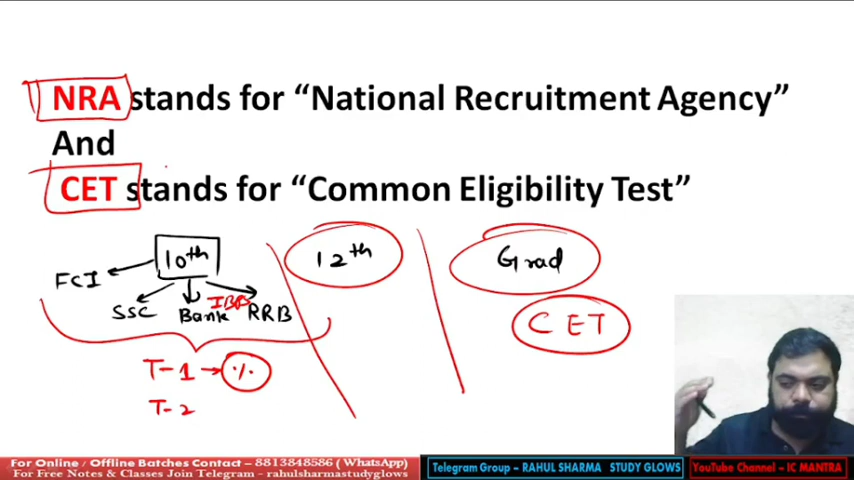 NRA stands for “National Recruitment Agency”
And
CET stands for “Common Eligibility Test”
10th
12th
Grad
FCI
SSC
Bank
IBPS
RRB
CET
T-1 → %
T-2
For Online / Offline Batches Contact – 8813848586 ( WhatsApp)
For Free Notes & Classes Join Telegram - rahulsharmastudyglows
Telegram Group – RAHUL SHARMA STUDY GLOWS
YouTube Channel – IC MANTRA